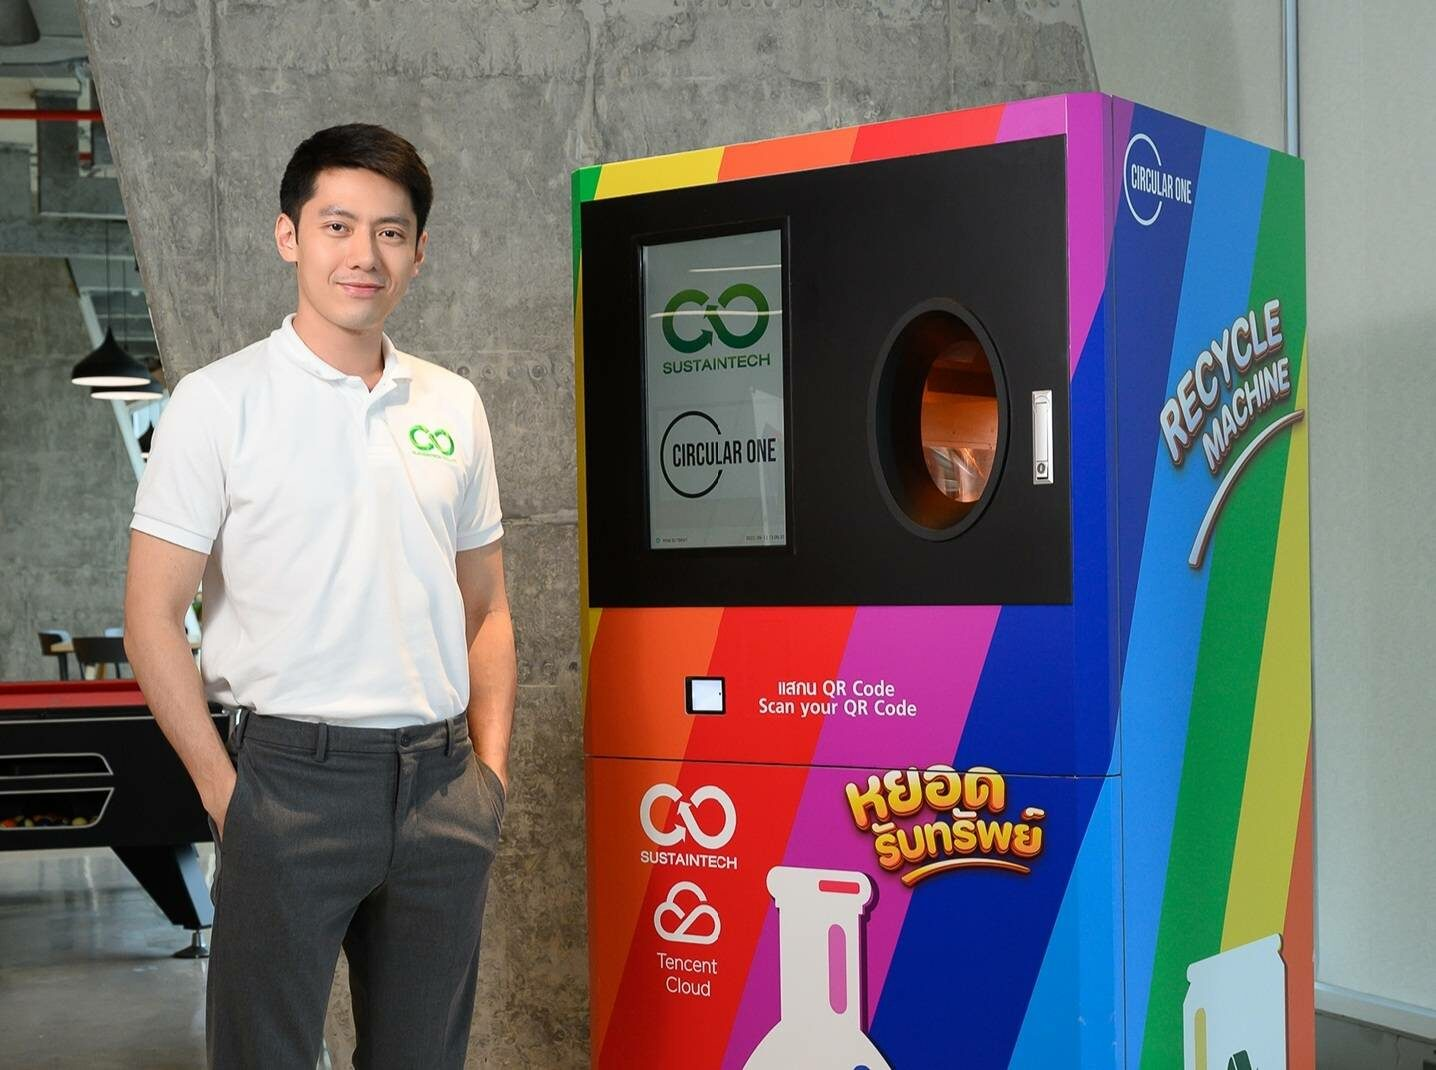 SUSTAINTECH
CIRCULAR ONE
CIRCULAR ONE
RECYCLE
MACHINE
แสกน QR Code
Scan your QR Code
หยอด
รับทรัพย์
SUSTAINTECH
Tencent
Cloud